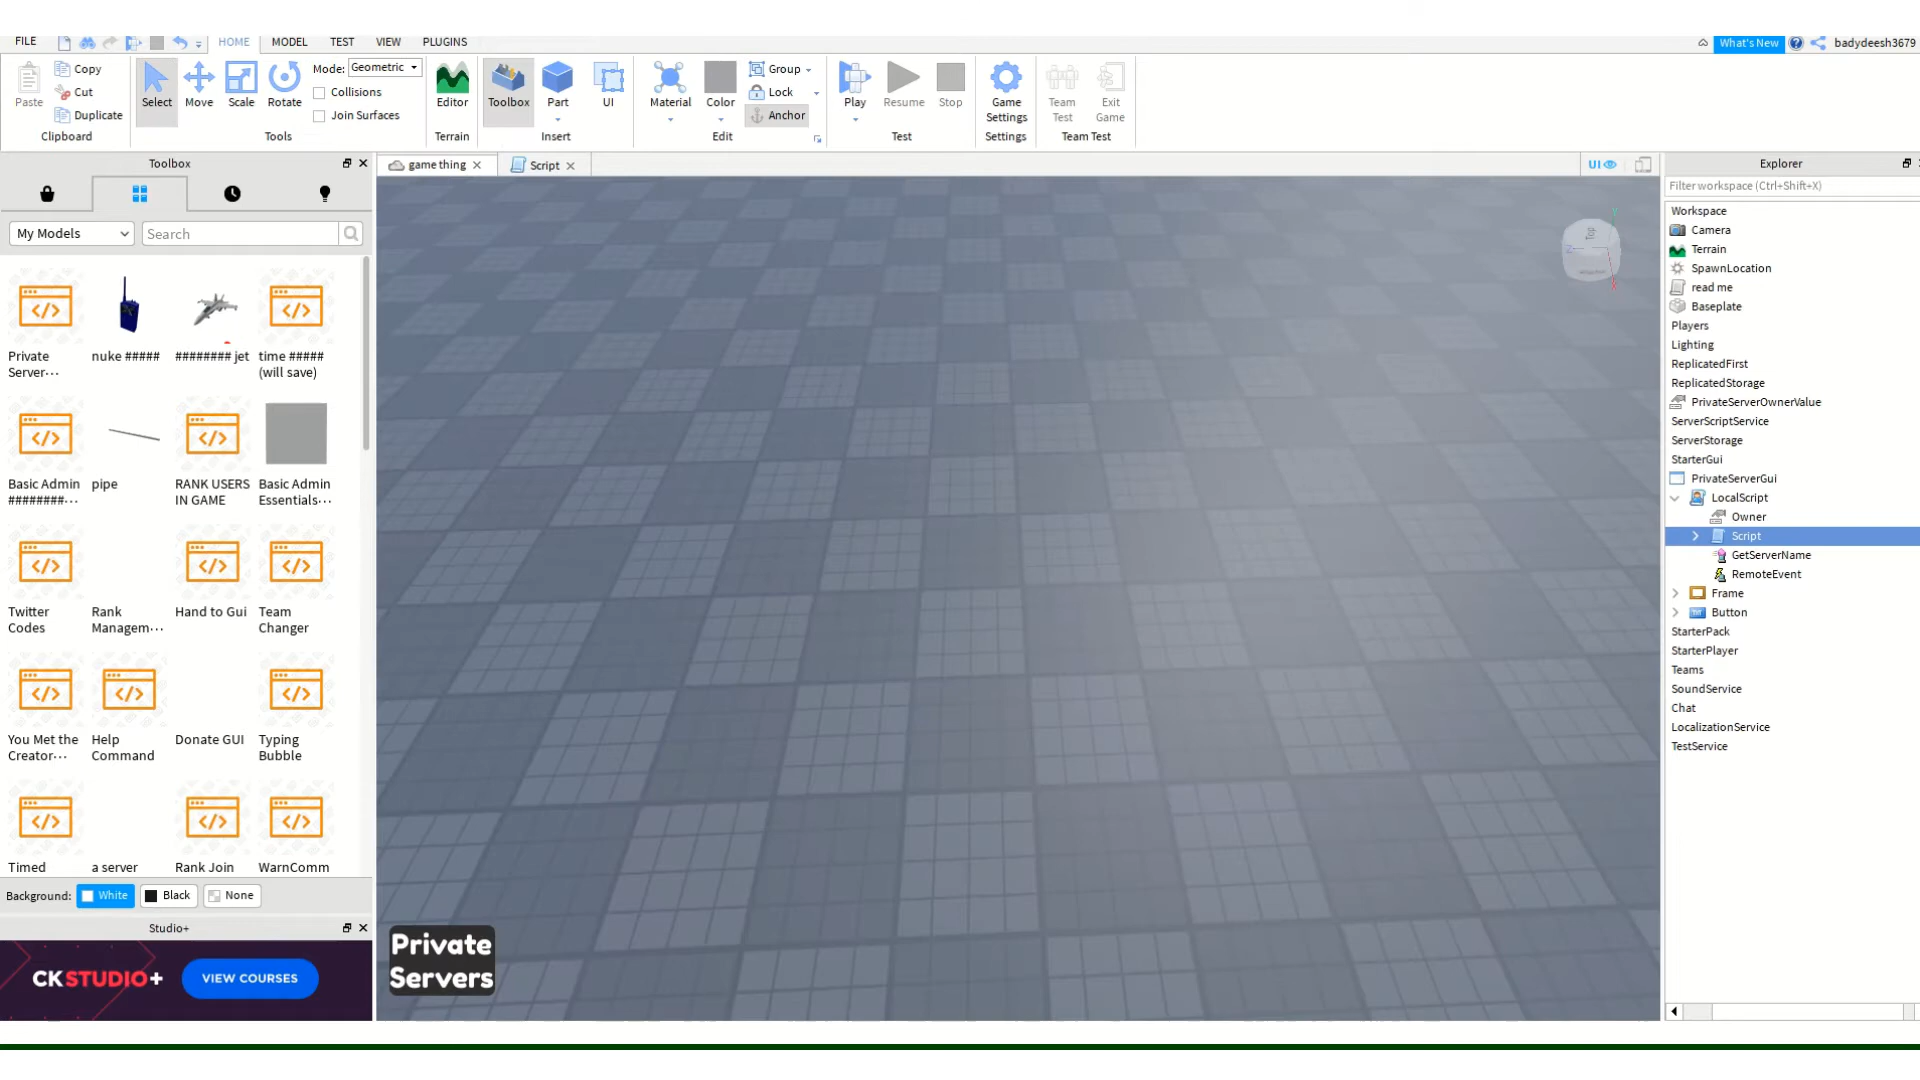 FILE
HOME
MODEL
TEST
VIEW
PLUGINS
What's New
badydeesh3679
Paste
Copy
Cut
Duplicate
Clipboard
Select
Move
Scale
Rotate
Mode:
Geometric
Collisions
Join Surfaces
Tools
Editor
Terrain
Toolbox
Part
UI
Insert
Material
Color
Group
Lock
Anchor
Edit
Play
Resume
Stop
Test
Game
Settings
Settings
Team
Test
Exit
Game
Team Test
Toolbox
My Models
Search
Private
Server···
nuke #####
######## jet
time #####
(will save)
Basic Admin
########···
pipe
RANK USERS
IN GAME
Basic Admin
Essentials···
Twitter
Codes
Rank
Managem···
Hand to Gui
Team
Changer
You Met the
Creator···
Help
Command
Donate GUI
Typing
Bubble
Timed
a server
Rank Join
WarnComm
Background:
White
Black
None
Studio+
CKSTUDIO+
VIEW COURSES
game thing
Script
UI
Private
Servers
Explorer
Filter workspace (Ctrl+Shift+X)
Workspace
Camera
Terrain
SpawnLocation
read me
Baseplate
Players
Lighting
ReplicatedFirst
ReplicatedStorage
PrivateServerOwnerValue
ServerScriptService
ServerStorage
StarterGui
PrivateServerGui
LocalScript
Owner
Script
GetServerName
RemoteEvent
Frame
Button
StarterPack
StarterPlayer
Teams
SoundService
Chat
LocalizationService
TestService